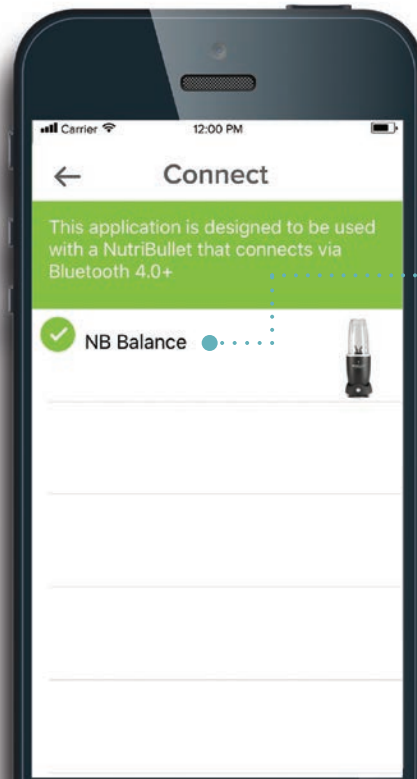 Carrier
12:00 PM
Connect
This application is designed to be used
with a NutriBullet that connects via
Bluetooth 4.0+
NB Balance